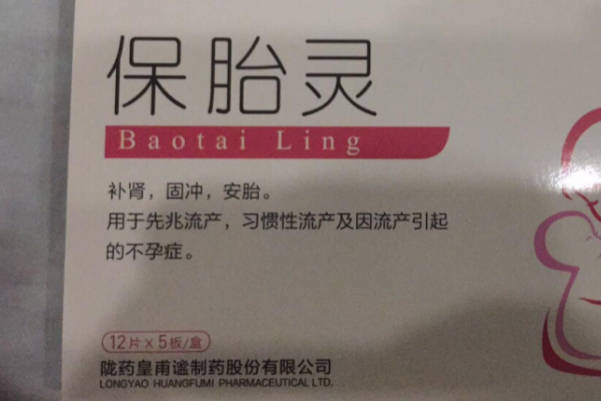 保胎灵
Baotai Ling
补肾，固冲，安胎。
用于先兆流产，习惯性流产及因流产引起
的不孕症。
12片×5板/盒
陇药皇甫谧制药股份有限公司
LONGYAO HUANGFUMI PHARMACEUTICAL LTD.